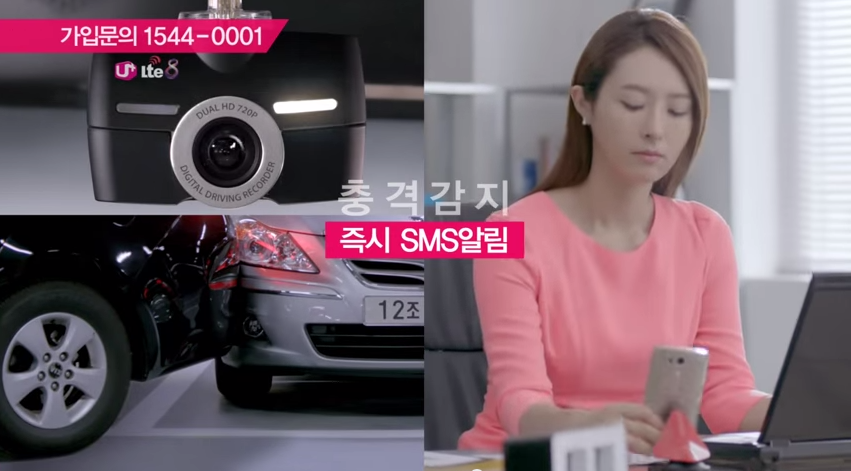 가입문의 1544-0001
U+ Lte8
DUAL HD 720P
DIGITAL DRIVING RECORDER
충격감지
즉시 SMS알림
12조